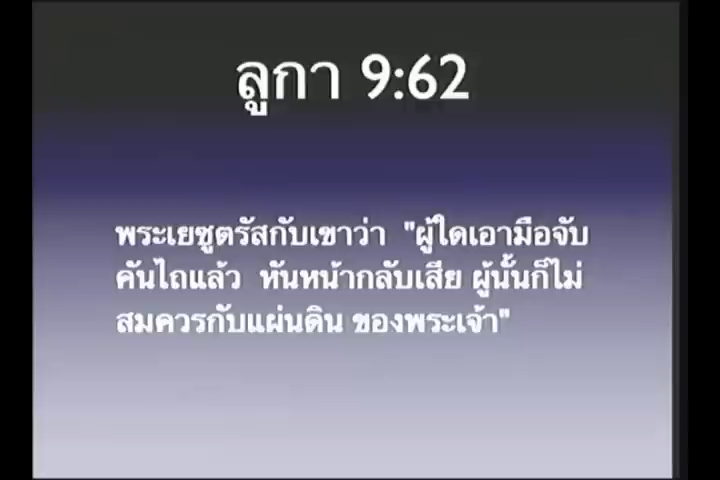 ลูกา 9:62
พระเยซูตรัสกับเขาว่า "ผู้ใดเอามือจับ
คันไถแล้ว หันหน้ากลับเสีย ผู้นั้นก็ไม่
สมควรกับแผ่นดิน ของพระเจ้า"